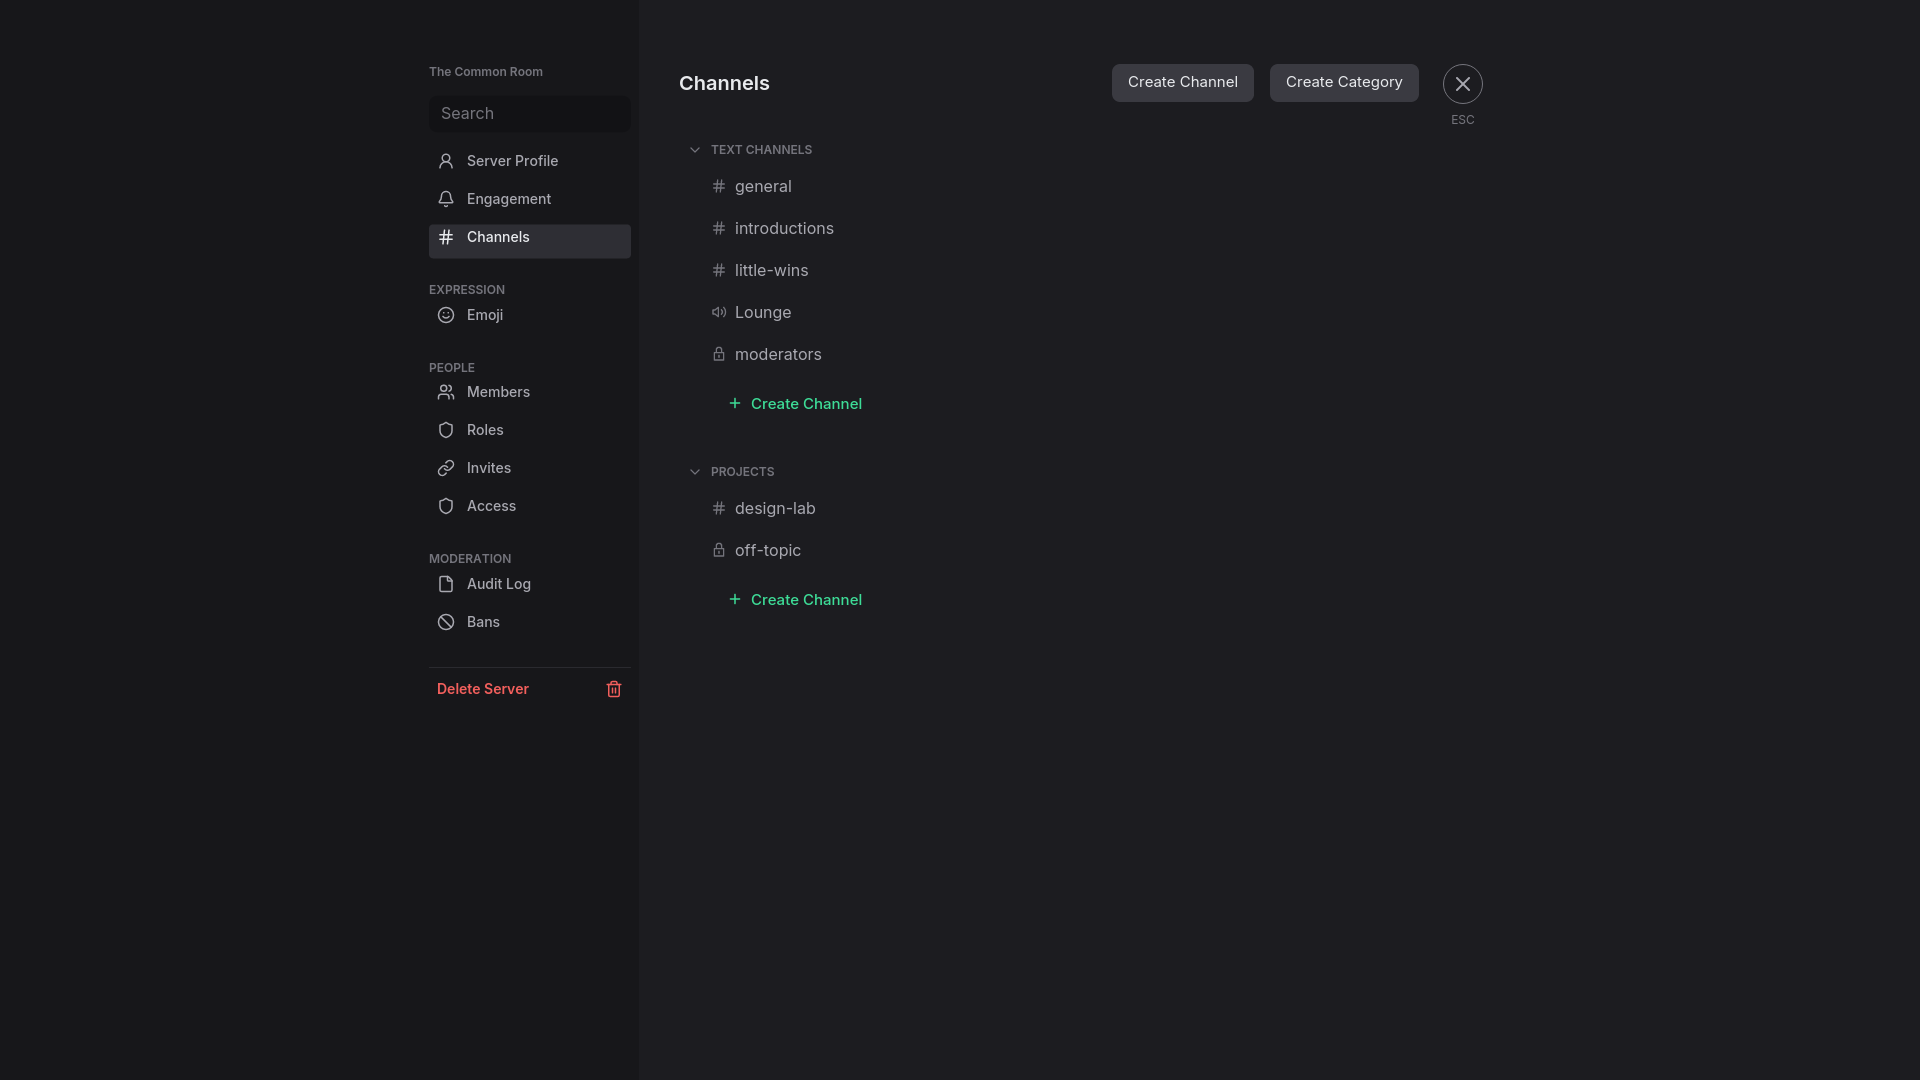 The Common Room
Search
Server Profile
Engagement
Channels
EXPRESSION
Emoji
PEOPLE
Members
Roles
Invites
Access
MODERATION
Audit Log
Bans
Delete Server
Channels
Create Channel
Create Category
ESC
TEXT CHANNELS
general
introductions
little-wins
Lounge
moderators
Create Channel
PROJECTS
design-lab
off-topic
Create Channel